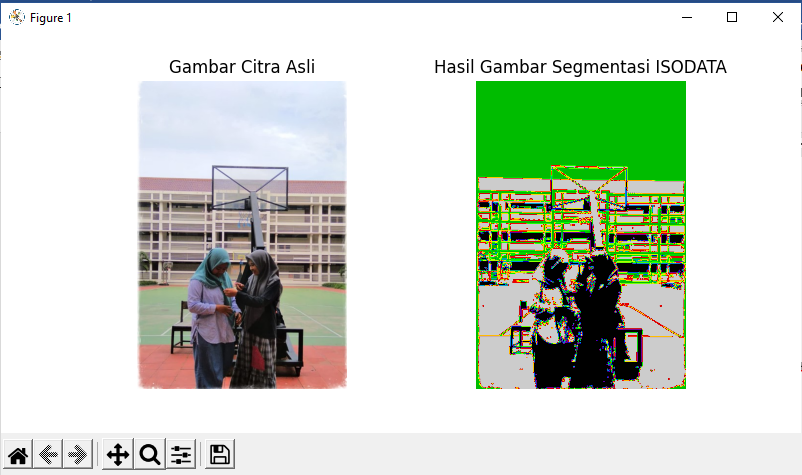 Figure 1
Gambar Citra Asli
Hasil Gambar Segmentasi ISODATA